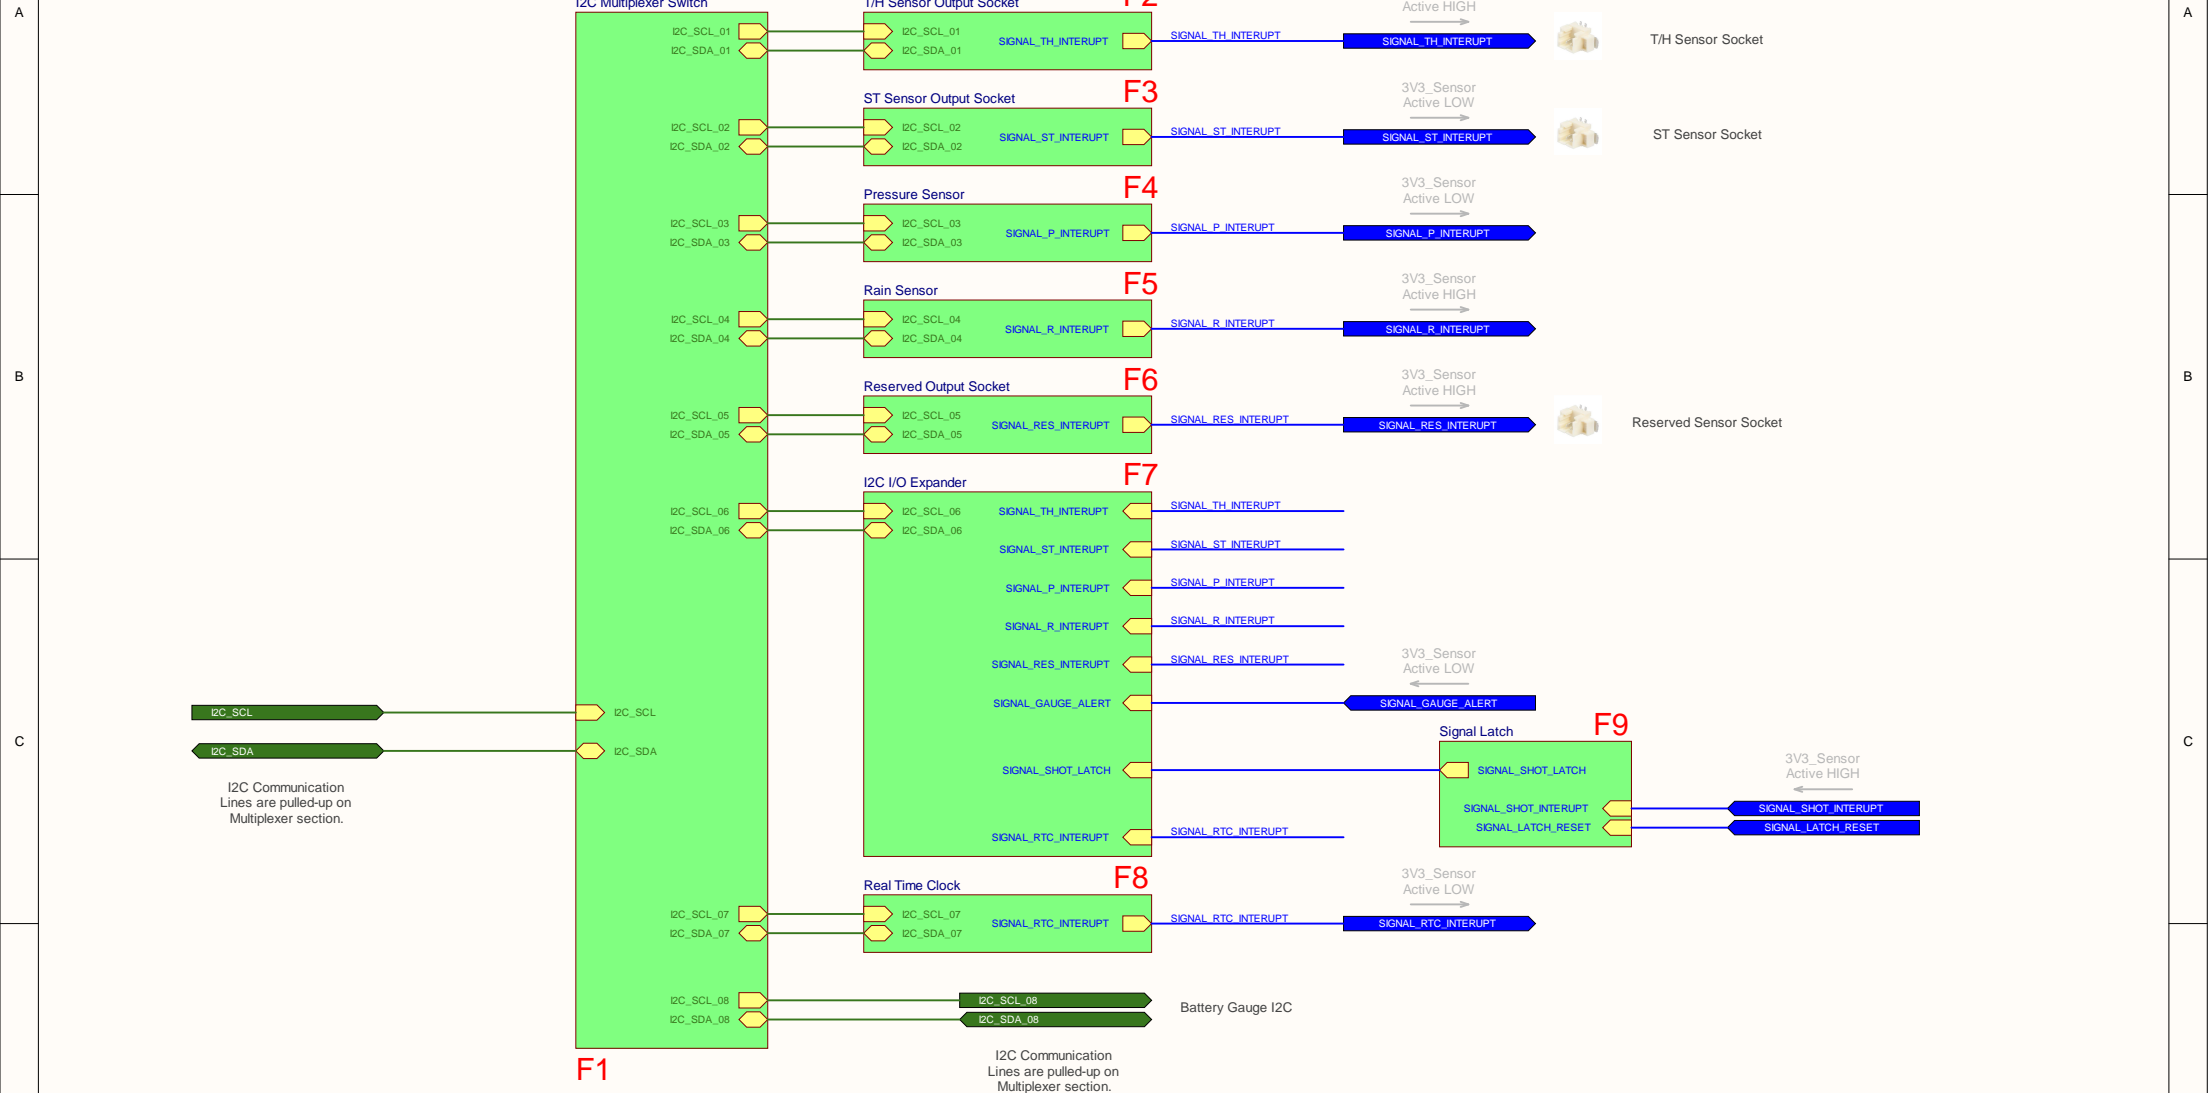 A
A
I2C Multiplexer Switch
T/H Sensor Output Socket
F2
Active HIGH
I2C_SCL_01
I2C_SDA_01
I2C_SCL_01
I2C_SDA_01
SIGNAL_TH_INTERUPT
SIGNAL_TH_INTERUPT
SIGNAL_TH_INTERUPT
T/H Sensor Socket
ST Sensor Output Socket
F3
3V3_Sensor
Active LOW
I2C_SCL_02
I2C_SDA_02
I2C_SCL_02
I2C_SDA_02
SIGNAL_ST_INTERUPT
SIGNAL_ST_INTERUPT
SIGNAL_ST_INTERUPT
ST Sensor Socket
Pressure Sensor
F4
3V3_Sensor
Active LOW
I2C_SCL_03
I2C_SDA_03
I2C_SCL_03
I2C_SDA_03
SIGNAL_P_INTERUPT
SIGNAL_P_INTERUPT
SIGNAL_P_INTERUPT
Rain Sensor
F5
3V3_Sensor
Active HIGH
I2C_SCL_04
I2C_SDA_04
I2C_SCL_04
I2C_SDA_04
SIGNAL_R_INTERUPT
SIGNAL_R_INTERUPT
SIGNAL_R_INTERUPT
B
B
Reserved Output Socket
F6
3V3_Sensor
Active HIGH
I2C_SCL_05
I2C_SDA_05
I2C_SCL_05
I2C_SDA_05
SIGNAL_RES_INTERUPT
SIGNAL_RES_INTERUPT
SIGNAL_RES_INTERUPT
Reserved Sensor Socket
I2C I/O Expander
F7
I2C_SCL_06
I2C_SDA_06
I2C_SCL_06
I2C_SDA_06
SIGNAL_TH_INTERUPT
SIGNAL_TH_INTERUPT
SIGNAL_ST_INTERUPT
SIGNAL_ST_INTERUPT
SIGNAL_P_INTERUPT
SIGNAL_P_INTERUPT
SIGNAL_R_INTERUPT
SIGNAL_R_INTERUPT
SIGNAL_RES_INTERUPT
SIGNAL_RES_INTERUPT
3V3_Sensor
Active LOW
SIGNAL_GAUGE_ALERT
SIGNAL_GAUGE_ALERT
I2C_SCL
I2C_SCL
I2C_SDA
I2C_SDA
I2C Communication
Lines are pulled-up on
Multiplexer section.
C
C
Signal Latch
F9
SIGNAL_SHOT_LATCH
SIGNAL_SHOT_LATCH
3V3_Sensor
Active HIGH
SIGNAL_SHOT_INTERUPT
SIGNAL_SHOT_INTERUPT
SIGNAL_LATCH_RESET
SIGNAL_LATCH_RESET
SIGNAL_RTC_INTERUPT
SIGNAL_RTC_INTERUPT
Real Time Clock
F8
3V3_Sensor
Active LOW
I2C_SCL_07
I2C_SDA_07
I2C_SCL_07
I2C_SDA_07
SIGNAL_RTC_INTERUPT
SIGNAL_RTC_INTERUPT
SIGNAL_RTC_INTERUPT
I2C_SCL_08
I2C_SDA_08
I2C_SCL_08
I2C_SDA_08
Battery Gauge I2C
I2C Communication
Lines are pulled-up on
Multiplexer section.
F1